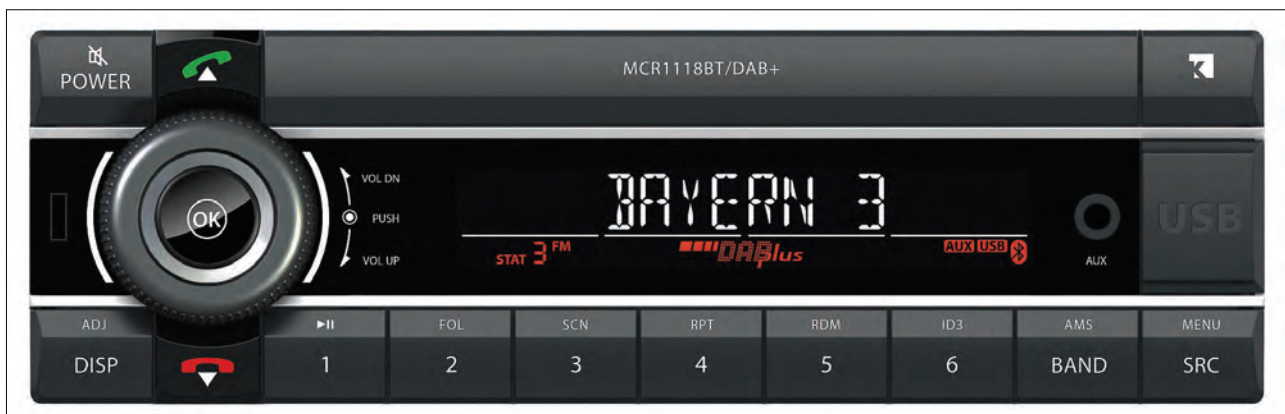 POWER
MCR1118BT/DAB+
K
VOL DN
PUSH
VOL UP
OK
BAYERN 3
STAT 3 FM
DABplus
AUX USB
AUX
USB
ADJ
FOL
SCN
RPT
RDM
ID3
AMS
MENU
DISP
1
2
3
4
5
6
BAND
SRC